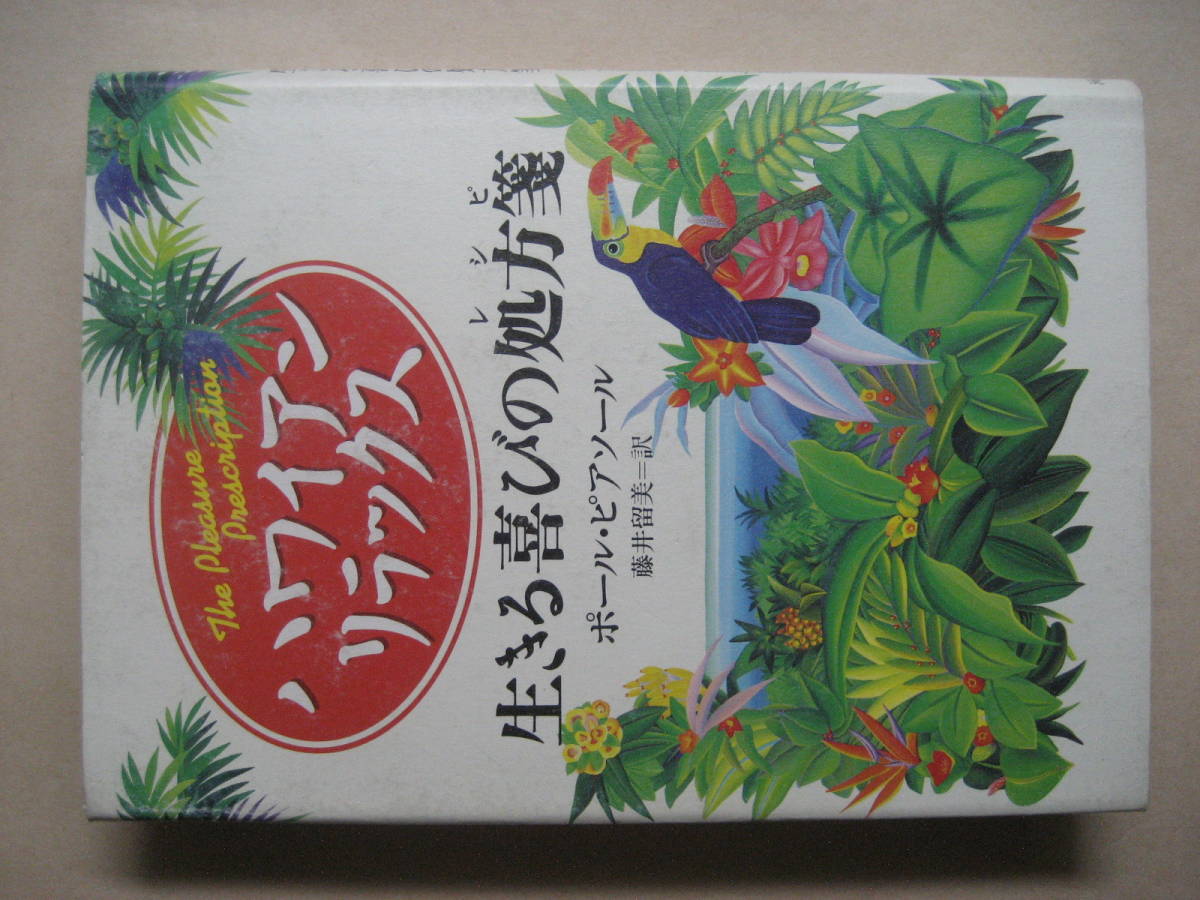 The Pleasure
Prescription
ハワイアン
リラックス
レシピ
生きる喜びの処方箋
ポール・ピアソール
藤井留美=訳